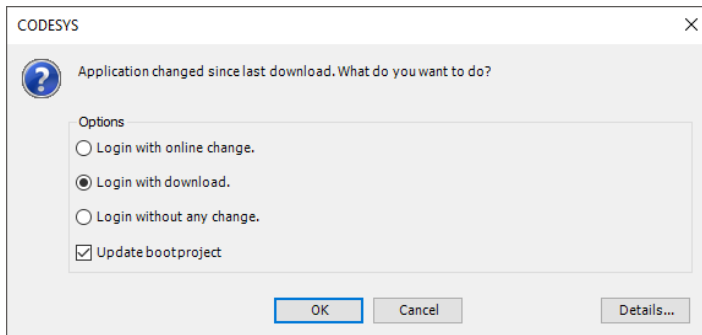 CODESYS
Application changed since last download. What do you want to do?
Options
Login with online change.
Login with download.
Login without any change.
Update bootproject
OK
Cancel
Details...